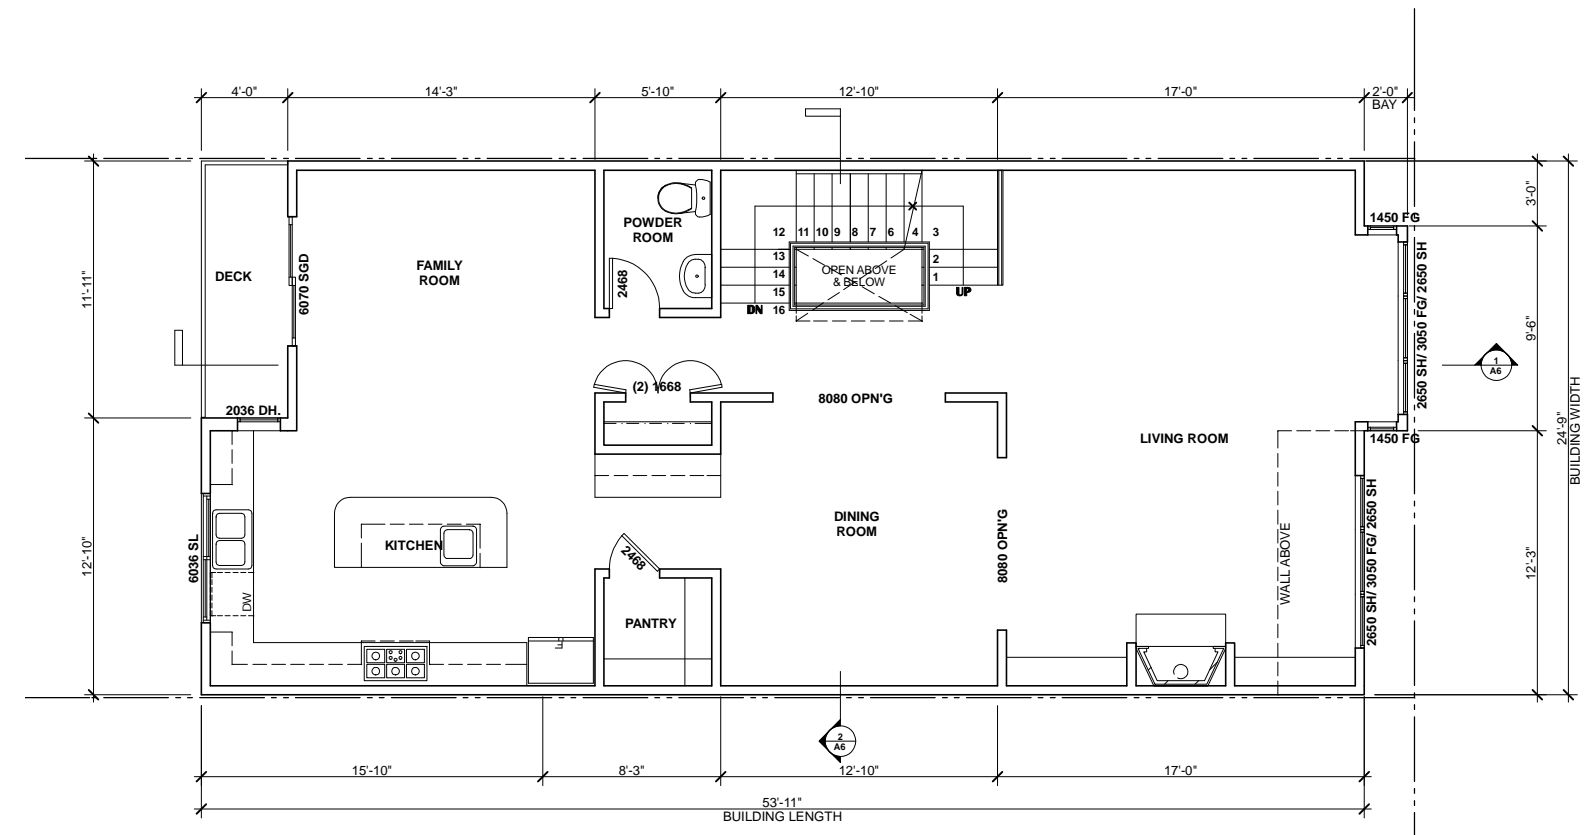 4'-0"
14'-3"
5'-10"
12'-10"
17'-0"
2'-0"
BAY
3'-0"
1450 FG
POWDER
ROOM
12 11 10 9 8 7 6 4 3
13
14
15
16
2
1
OPEN ABOVE
& BELOW
UP
DN
FAMILY
ROOM
DECK
6070 SGD
2468
11'-11"
2650 SH/ 3050 FG/ 2650 SH
9'-6"
1
A6
24'-9"
BUILDING WIDTH
(2) 1668
8080 OPN'G
2036 DH.
1450 FG
LIVING ROOM
DINING
ROOM
KITCHEN
2468
8080 OPN'G
WALL ABOVE
2650 SH/ 3050 FG/ 2650 SH
12'-3"
12'-10"
6036 SL
DW
PANTRY
2
A6
15'-10"
8'-3"
12'-10"
17'-0"
53'-11"
BUILDING LENGTH